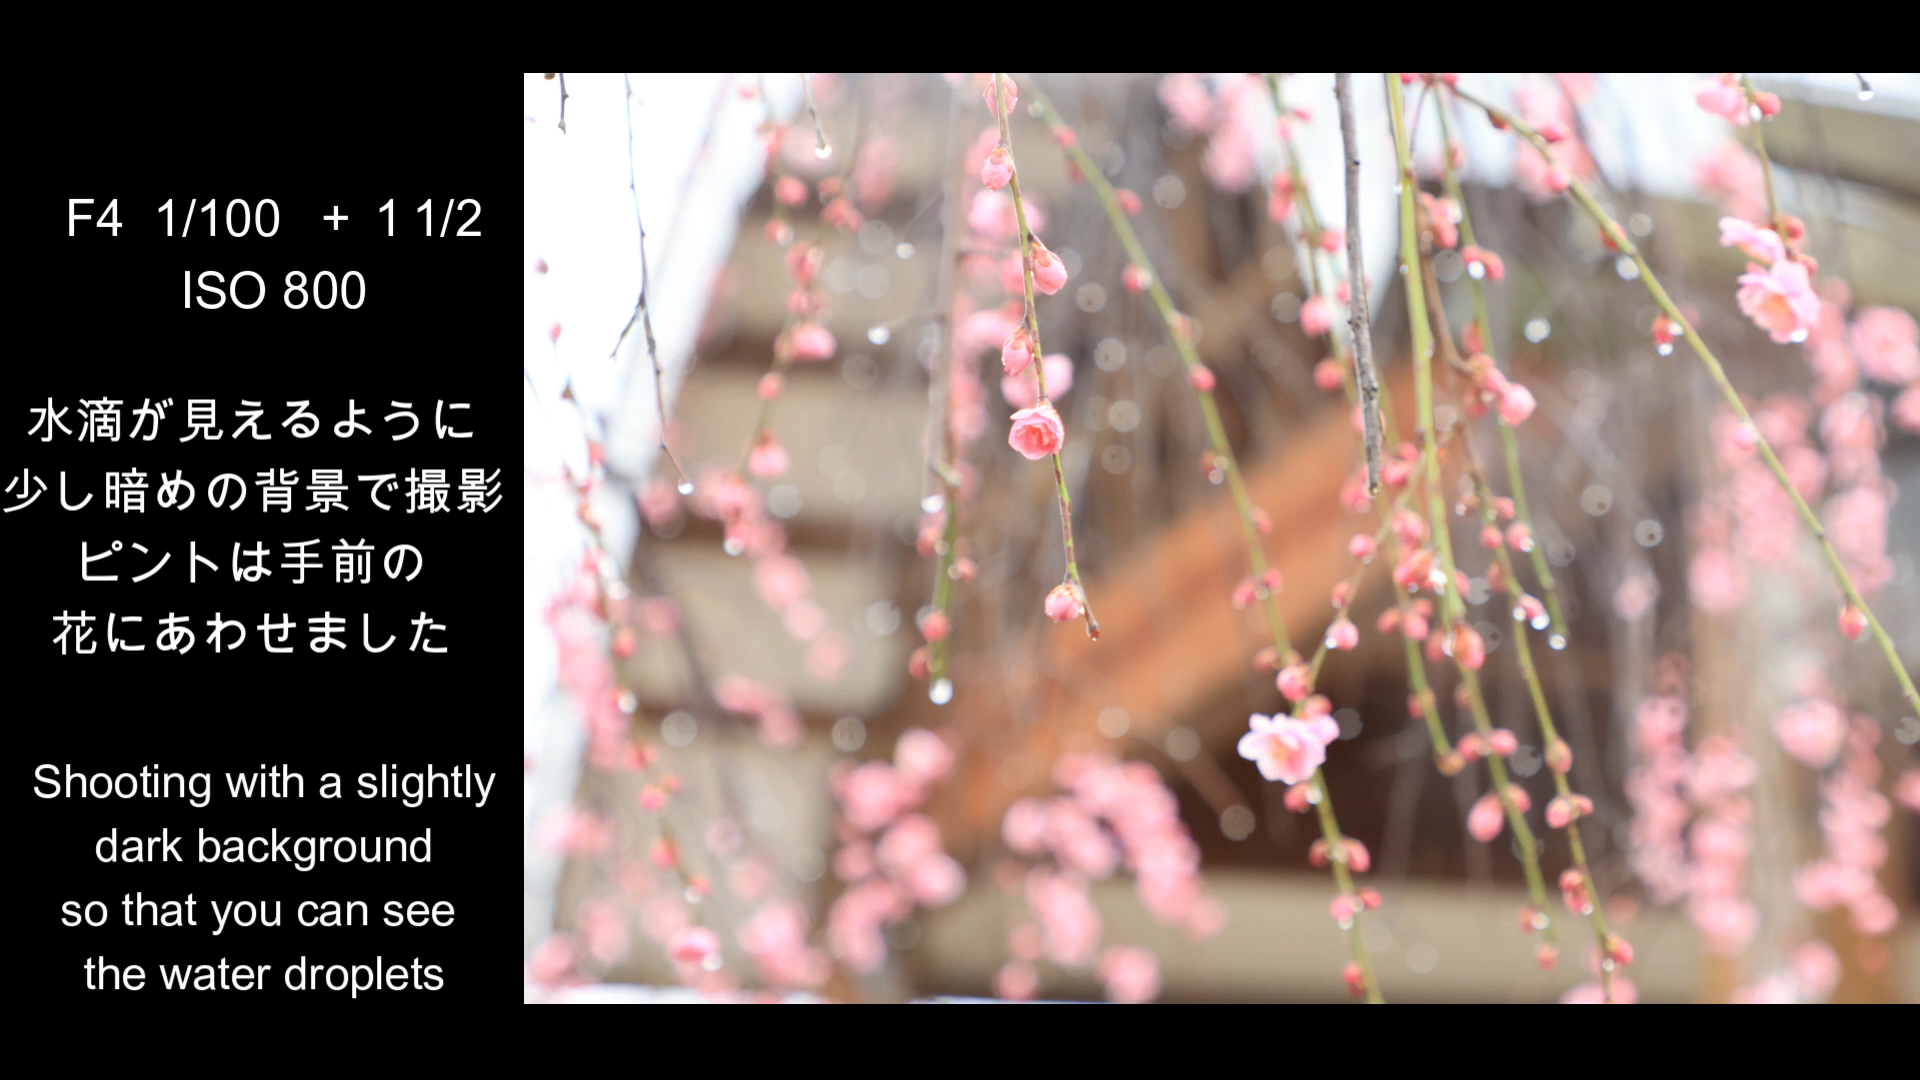 F4 1/100 + 1 1/2
ISO 800
水滴が見えるように
少し暗めの背景で撮影
ピントは手前の
花にあわせました
Shooting with a slightly
dark background
so that you can see
the water droplets